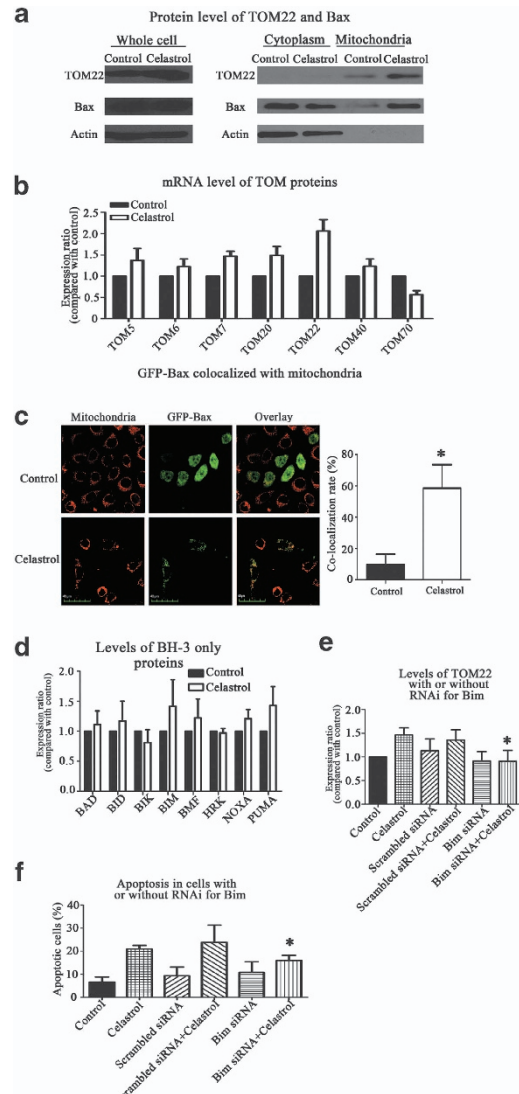 a
Protein level of TOM22 and Bax
Whole cell
Cytoplasm Mitochondria
Control Celastrol
Control Celastrol Control Celastrol
TOM22
TOM22
Bax
Bax
Actin
Actin
b
mRNA level of TOM proteins
Control
Celastrol
Expression ratio
(compared with control)
2.5
2.0
1.5
1.0
0.5
0
TOM5
TOM6
TOM7
TOM20
TOM22
TOM40
TOM70
GFP-Bax colocalized with mitochondria
c
Mitochondria
GFP-Bax
Overlay
Control
Celastrol
Co-localization rate (%)
80
60
40
20
0
*
Control
Celastrol
d
Levels of BH-3 only
proteins
Control
Celastrol
Expression ratio
(compared with control)
2.0
1.5
1.0
0.5
0.0
BAD
BID
BIK
BIM
BMF
HRK
NOXA
PUMA
e
Levels of TOM22
with or without
RNAi for Bim
Expression ratio
(compared with control)
2.0
1.5
1.0
0.5
0.0
*
Control
Celastrol
Scrambled siRNA
Scrambled siRNA+Celastrol
Bim siRNA
Bim siRNA+Celastrol
f
Apoptosis in cells with
or without RNAi for Bim
Apoptotic cells (%)
40
30
20
10
0
*
Control
Celastrol
Scrambled siRNA
crambled siRNA+Celastrol
Bim siRNA
Bim siRNA+Celastrol